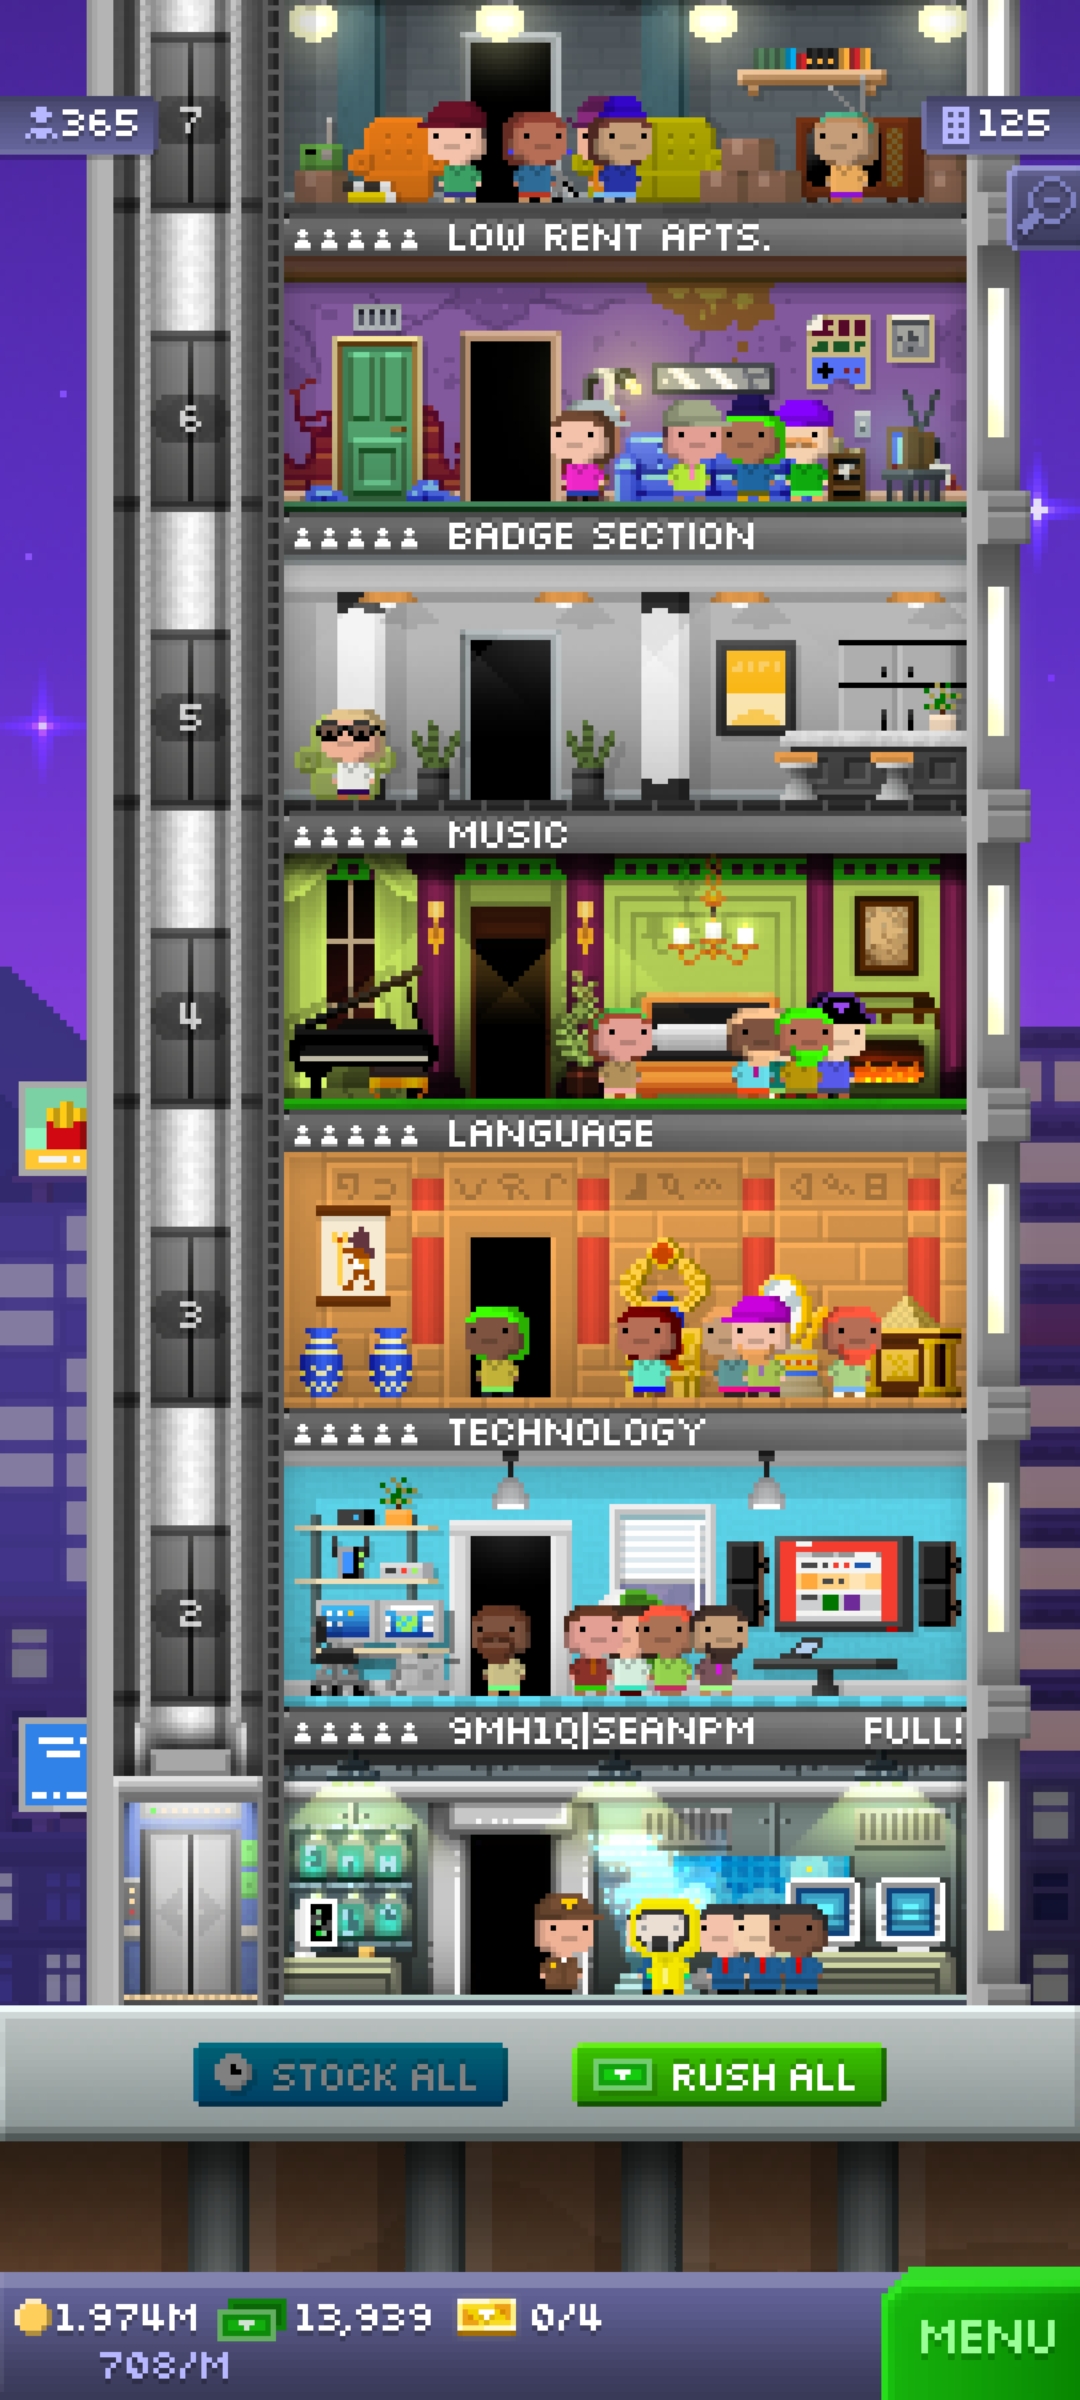 365
7
125
LOW RENT APTS.
6
BADGE SECTION
5
MUSIC
4
LANGUAGE
3
TECHNOLOGY
2
9MH1Q|SEANPM FULL!
STOCK ALL
RUSH ALL
1.974M 13,939 0/4
708/M
MENU